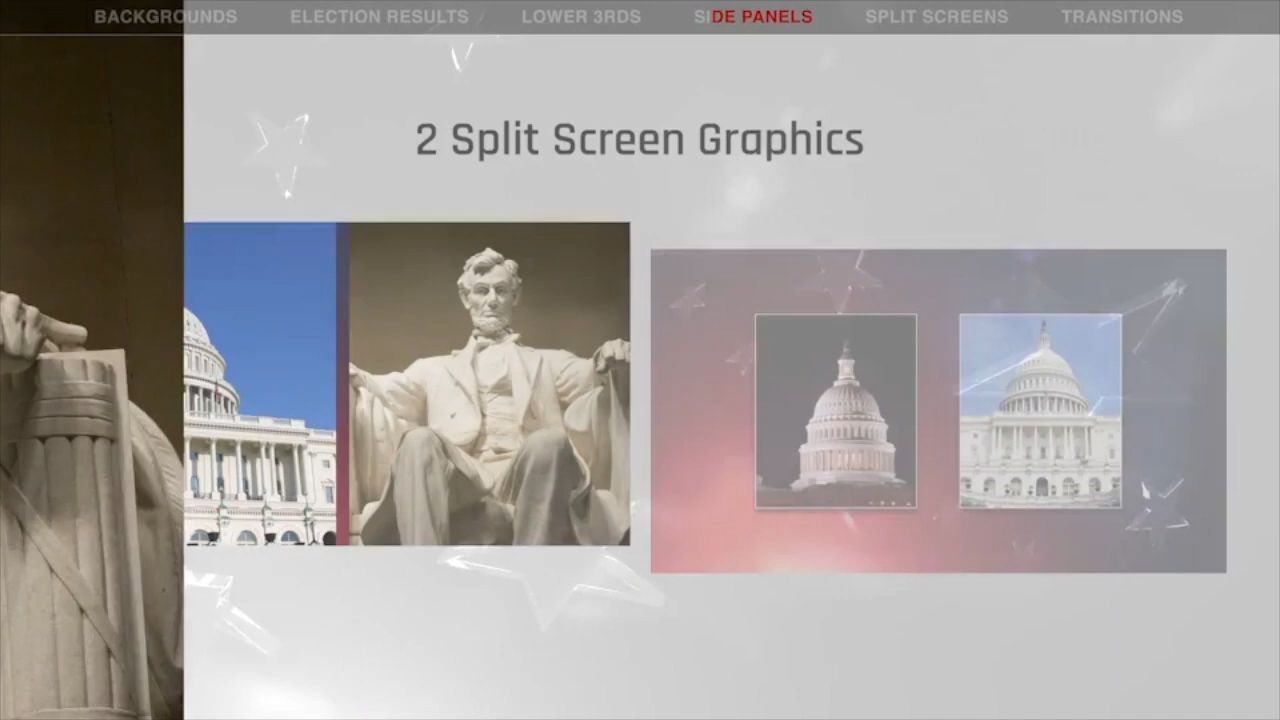 BACKGROUNDS ELECTION RESULTS LOWER 3RDS SIDE PANELS SPLIT SCREENS TRANSITIONS
2 Split Screen Graphics